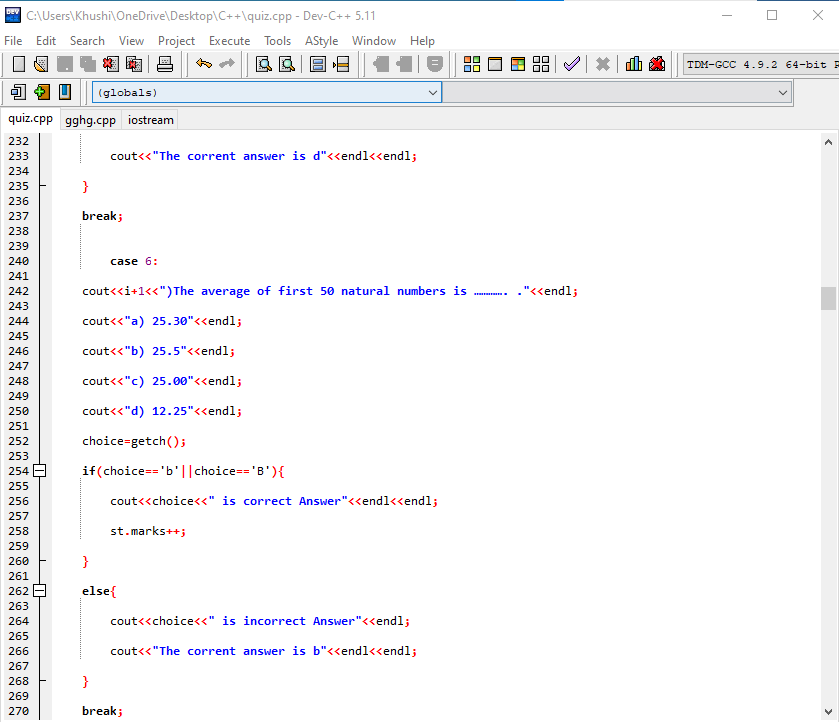 C:\Users\Khushi\OneDrive\Desktop\C++\quiz.cpp - Dev-C++ 5.11
File Edit Search View Project Execute Tools AStyle Window Help
TDM-GCC 4.9.2 64-bit
(globals)
quiz.cpp gghg.cpp iostream
232
233 cout<<"The corrent answer is d"<<endl<<endl;
234
235 }
236
237 break;
238
239
240 case 6:
241
242 cout<<i+1<<")The average of first 50 natural numbers is …………. ."<<endl;
243
244 cout<<"a) 25.30"<<endl;
245
246 cout<<"b) 25.5"<<endl;
247
248 cout<<"c) 25.00"<<endl;
249
250 cout<<"d) 12.25"<<endl;
251
252 choice=getch();
253
254 if(choice=='b'||choice=='B'){
255
256 cout<<choice<<" is correct Answer"<<endl<<endl;
257
258 st.marks++;
259
260 }
261
262 else{
263
264 cout<<choice<<" is incorrect Answer"<<endl;
265
266 cout<<"The corrent answer is b"<<endl<<endl;
267
268 }
269
270 break;